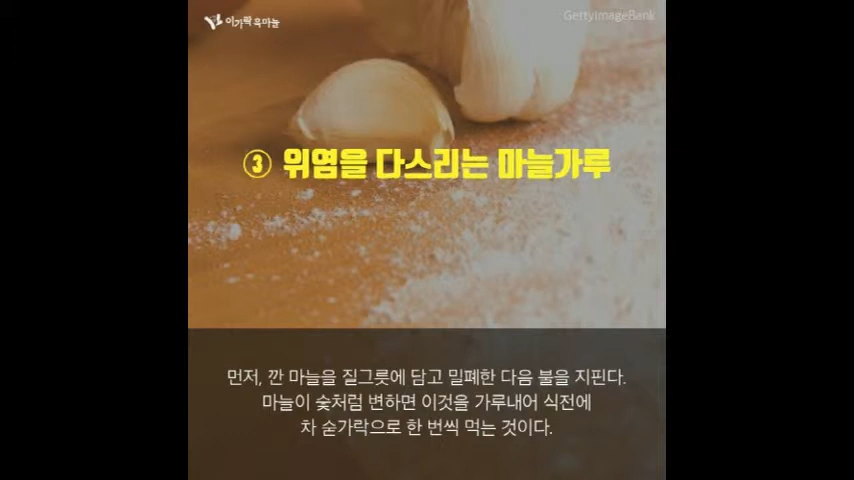 이가락 옥마늘
GettyImageBank
③ 위염을 다스리는 마늘가루
먼저, 깐 마늘을 질그릇에 담고 밀폐한 다음 불을 지핀다.
마늘이 숯처럼 변하면 이것을 가루내어 식전에
차 숟가락으로 한 번씩 먹는 것이다.